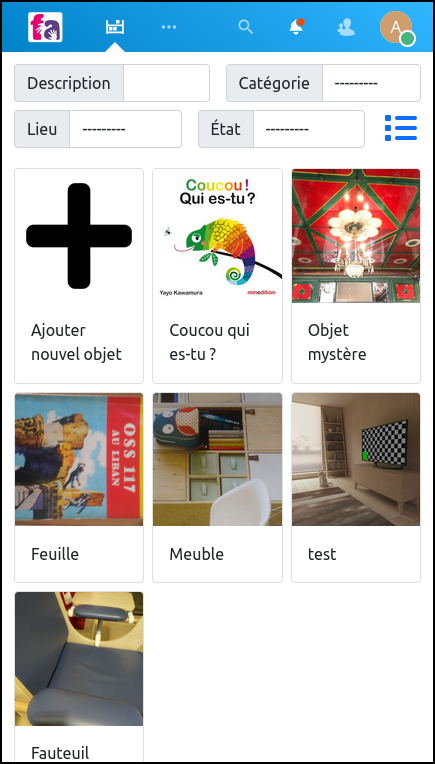 fa
A
Description
Catégorie
---------
Lieu
---------
État
---------
Coucou!
Qui es-tu?
Yayo Kawamura
minedition
Ajouter
nouvel objet
Coucou qui
es-tu ?
Objet
mystère
OSS 117
AU LIBAN
Feuille
Meuble
test
Fauteuil